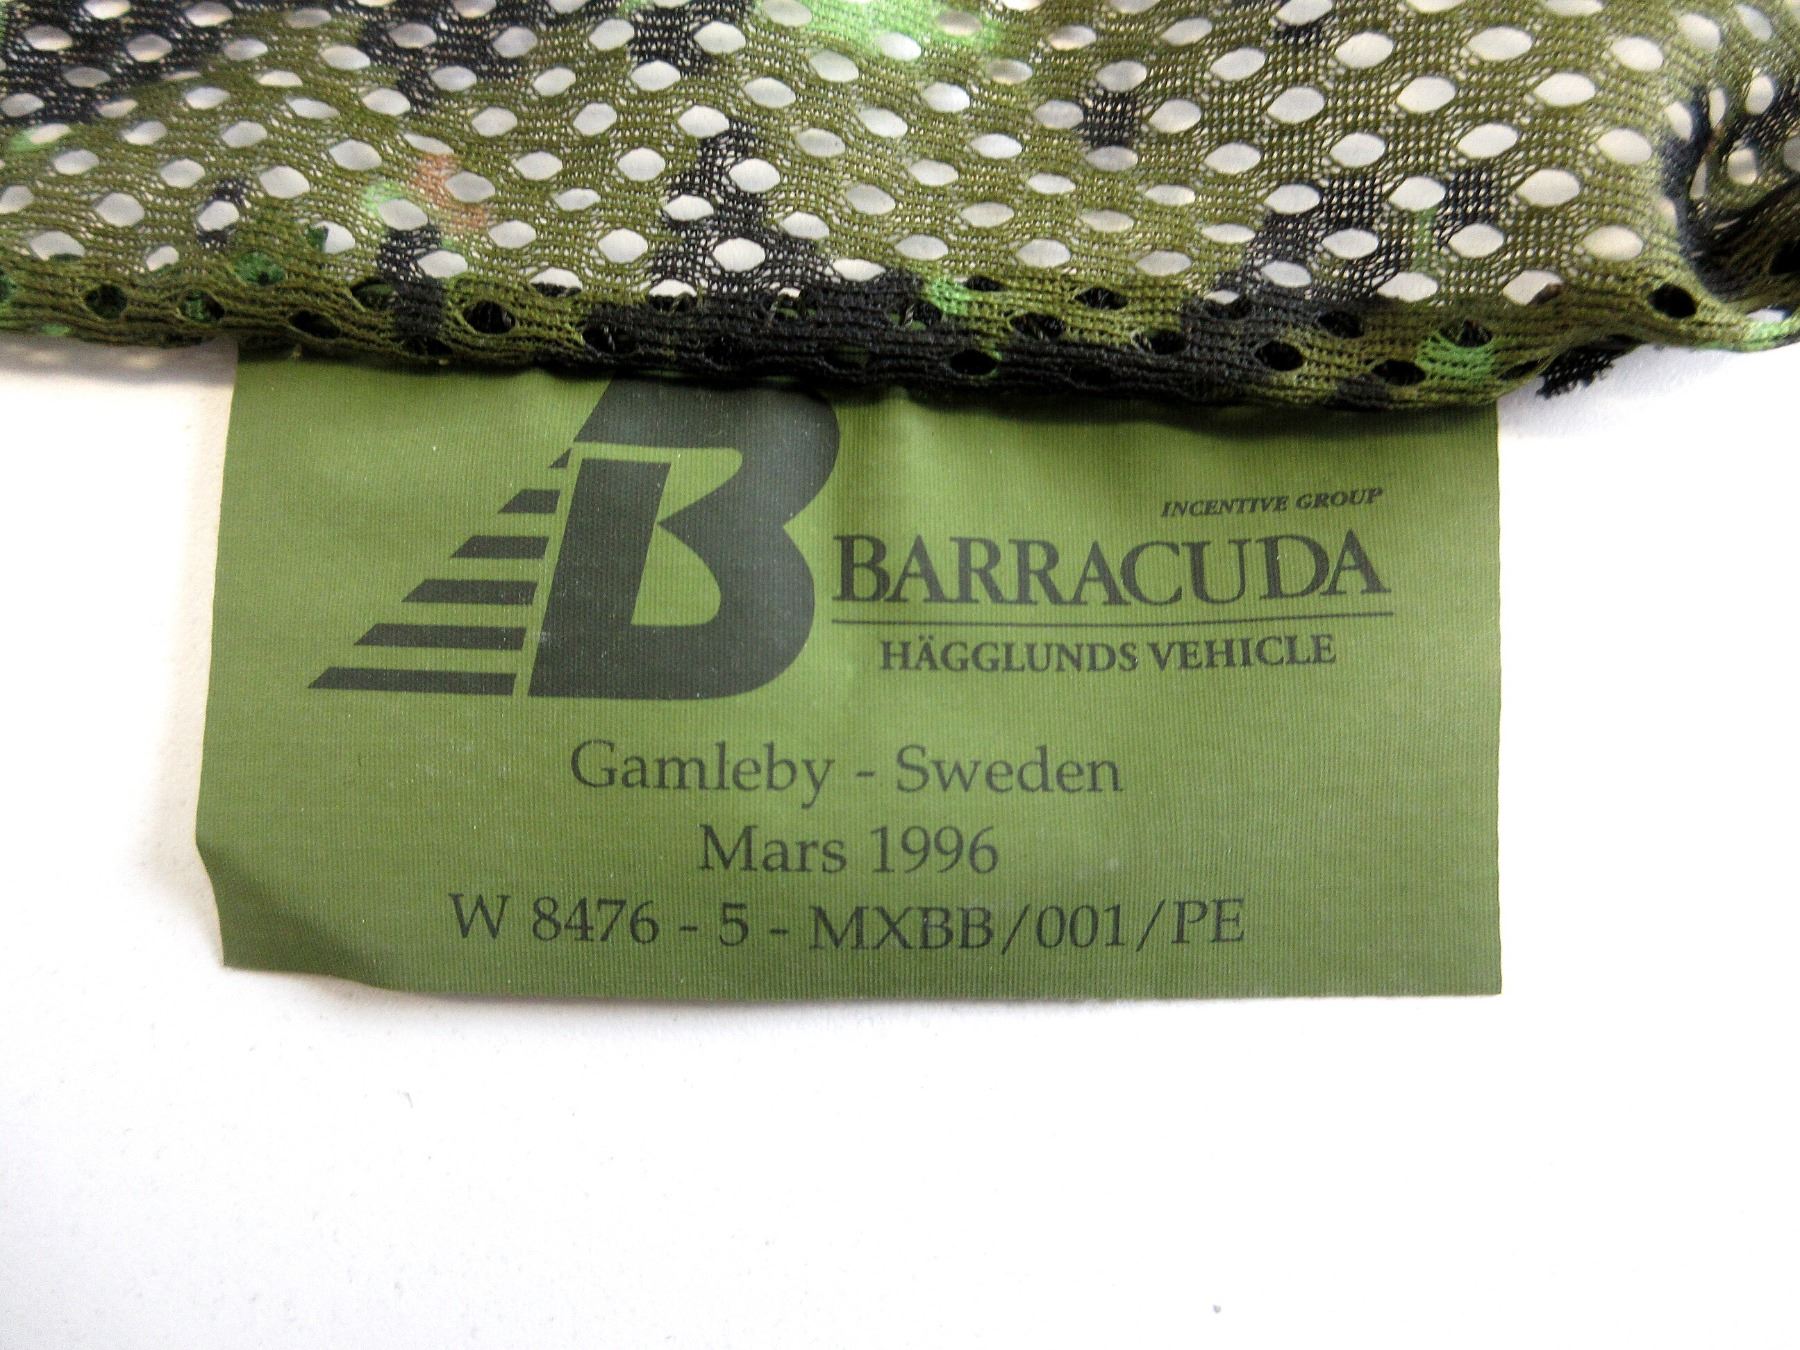 B
INCENTIVE GROUP
BARRACUDA
HÄGGLUNDS VEHICLE
Gamleby - Sweden
Mars 1996
W 8476 - 5 - MXBB/001/PE